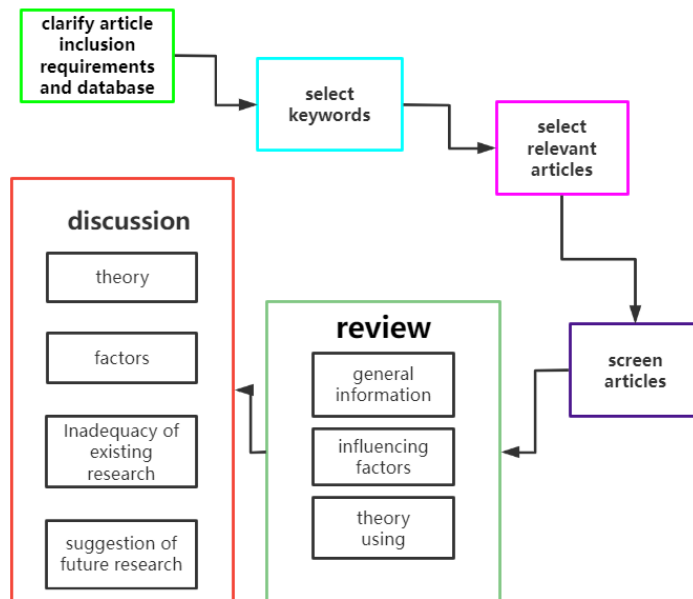 clarify article
inclusion
requirements
and database
select
keywords
select
relevant
articles
screen
articles
review
general
information
influencing
factors
theory
using
discussion
theory
factors
Inadequacy of
existing
research
suggestion of
future research